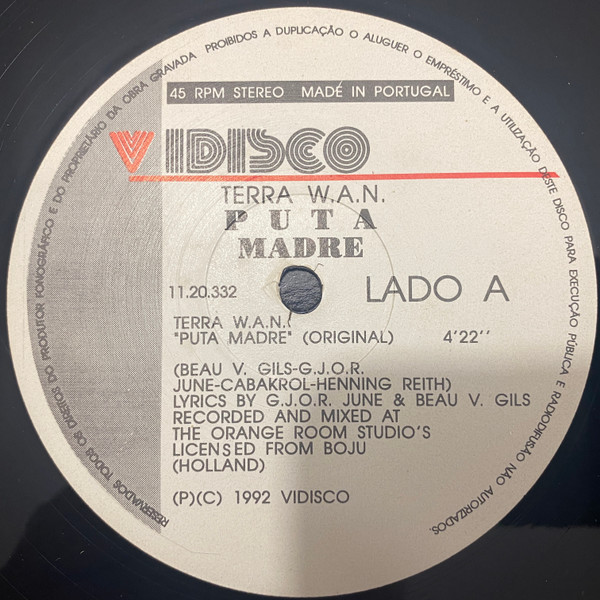 RESERVADOS TODOS OS DIREITOS DO PRODUTOR FONOGRÁFRCO E DO PROPRIETÁRIO DA OBRA GRAVADA PROIBIDOS A DUPLICAÇÃO O ALUGUER O EMPRÉSTIMO E A UTILIZAÇÃO DESTE DISCO PARA EXECUÇÃO PÚBLICA E RADIODIFUSÃO NÃO AUTORIZADOS.
45 RPM STEREO MADE IN PORTUGAL
VIDISCO
TERRA W.A.N.
PUTA
MADRE
11.20.332 LADO A
TERRA W.A.N.
"PUTA MADRE" (ORIGINAL) 4'22''
(BEAU V. GILS-G.J.O.R.
JUNE-CABAKROL-HENNING REITH)
LYRICS BY G.J.O.R. JUNE & BEAU V. GILS
RECORDED AND MIXED AT
THE ORANGE ROOM STUDIO'S
LICENSED FROM BOJU
(HOLLAND)
(P)(C) 1992 VIDISCO